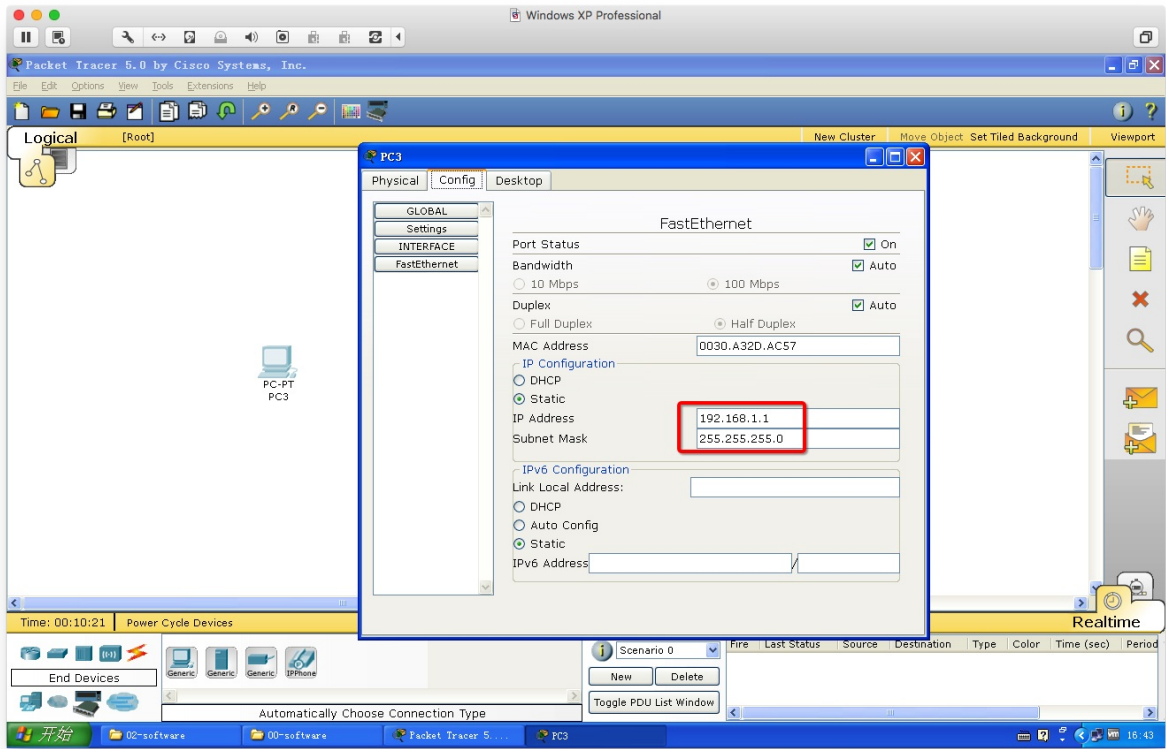 Windows XP Professional
Packet Tracer 5.0 by Cisco Systems, Inc.
File Edit Options View Tools Extensions Help
Logical [Root] New Cluster Move Object Set Tiled Background Viewport
PC3
Physical Config Desktop
GLOBAL
Settings
INTERFACE
FastEthernet
FastEthernet
Port Status On
Bandwidth Auto
10 Mbps 100 Mbps
Duplex Auto
Full Duplex Half Duplex
MAC Address 0030.A32D.AC57
IP Configuration
DHCP
Static
IP Address 192.168.1.1
Subnet Mask 255.255.255.0
IPv6 Configuration
Link Local Address:
DHCP
Auto Config
Static
IPv6 Address /
PC-PT
PC3
Time: 00:10:21 Power Cycle Devices Realtime
End Devices
Generic Generic Generic IPPhone
Automatically Choose Connection Type
Scenario 0
New Delete
Toggle PDU List Window
Fire Last Status Source Destination Type Color Time (sec) Period
开始 02-software 00-software Packet Tracer 5.... PC3 16:43